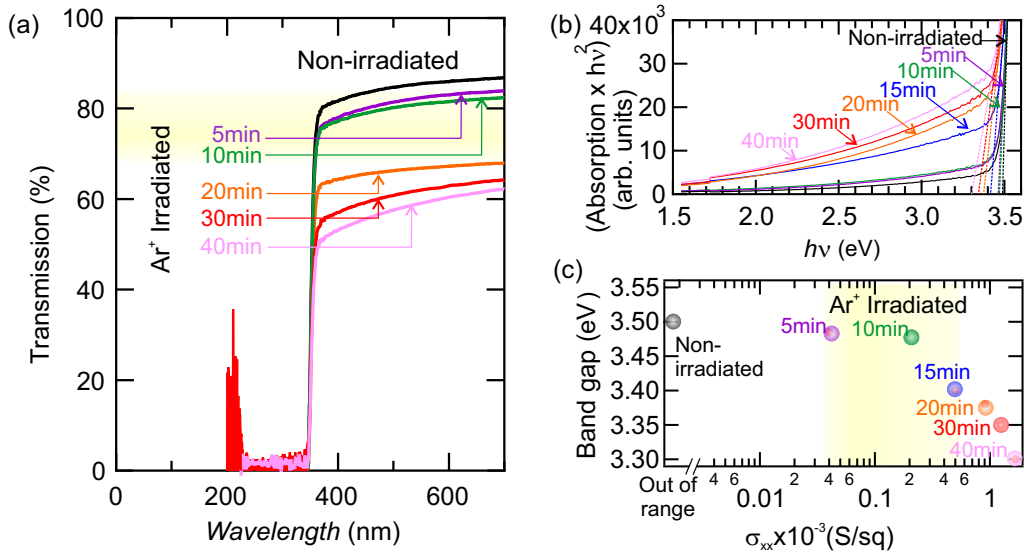 (a)
Transmission (%)
100
80
60
40
20
0
Non-irradiated
Ar⁺ Irradiated
5min
10min
20min
30min
40min
0
200
400
600
Wavelength (nm)
(b)
(Absorption x hν)²
(arb. units)
40x10³
30
20
10
0
Non-irradiated
5min
10min
15min
20min
30min
40min
1.5
2.0
2.5
3.0
3.5
hν (eV)
(c)
Band gap (eV)
3.55
3.50
3.45
3.40
3.35
3.30
Ar⁺ Irradiated
Non-
irradiated
5min
10min
15min
20min
30min
40min
Out of
range
4 6
0.01
2 4 6
0.1
2 4 6
1
σxx x10⁻³(S/sq)